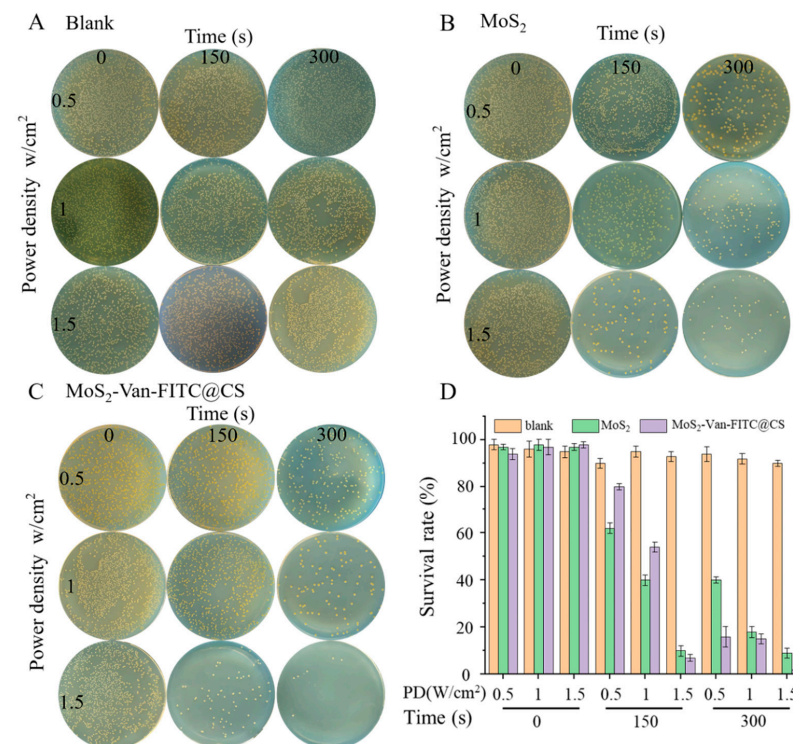 A Blank
Time (s)
0 150 300
Power density w/cm²
0.5
1
1.5
B MoS₂
Time (s)
0 150 300
Power density w/cm²
0.5
1
1.5
C MoS₂-Van-FITC@CS
Time (s)
0 150 300
Power density w/cm²
0.5
1
1.5
D
blank MoS₂ MoS₂-Van-FITC@CS
Survival rate (%)
100
80
60
40
20
0
PD(W/cm²) 0.5 1 1.5 0.5 1 1.5 0.5 1 1.5
Time (s) 0 150 300